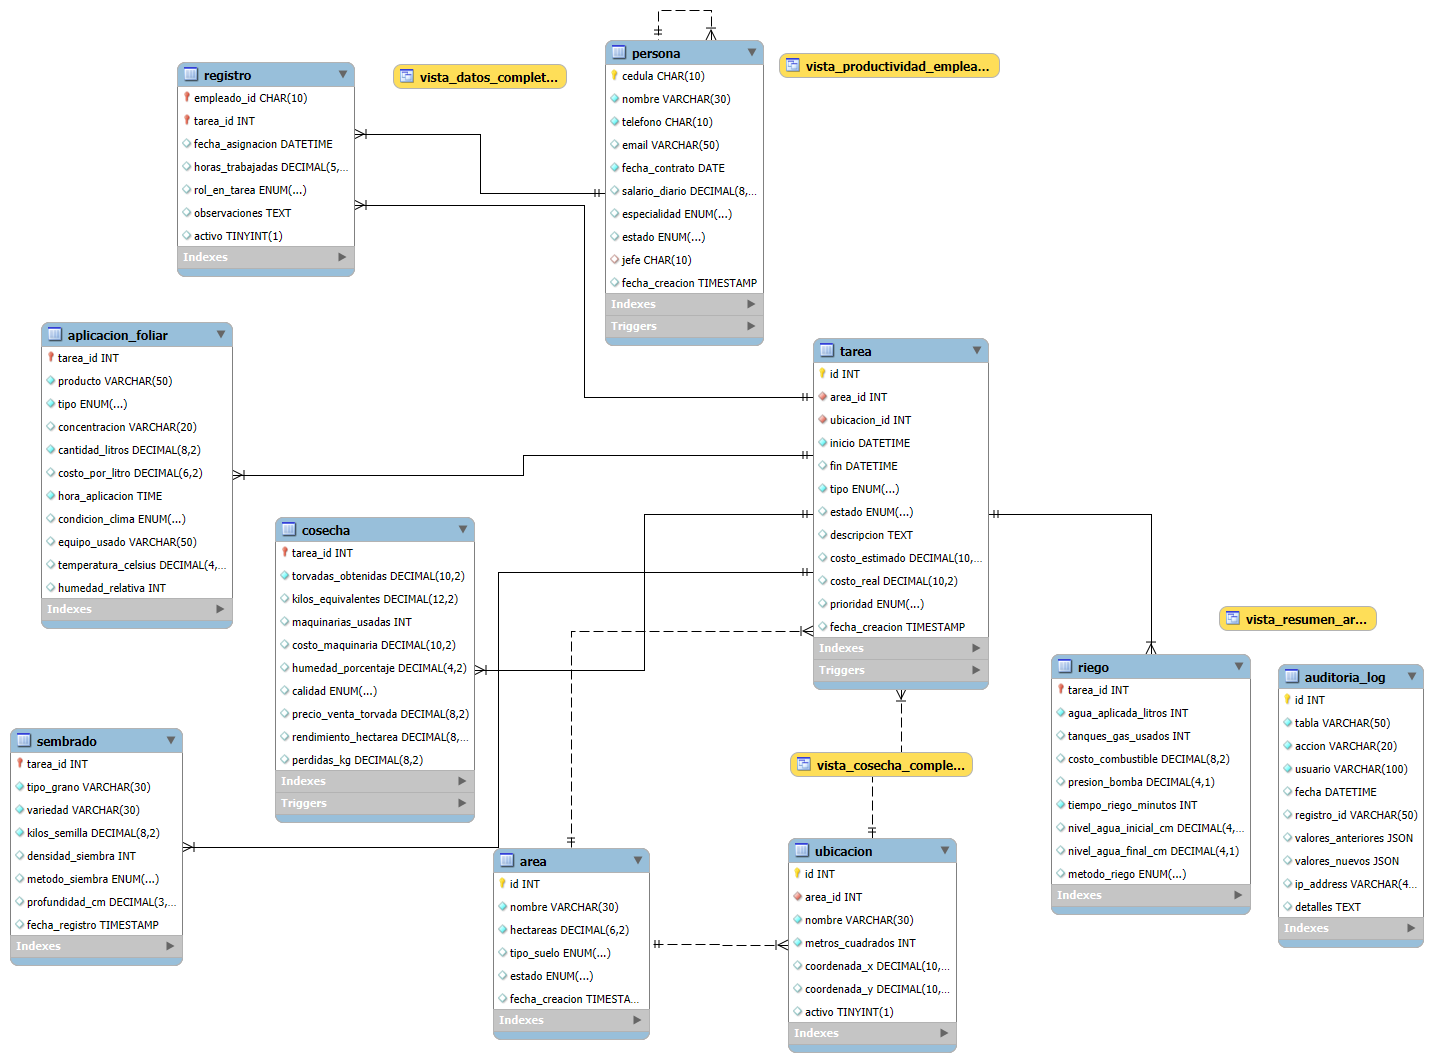 registro
empleado_id CHAR(10)
tarea_id INT
fecha_asignacion DATETIME
horas_trabajadas DECIMAL(5,...
rol_en_tarea ENUM(...)
observaciones TEXT
activo TINYINT(1)
Indexes
vista_datos_complet...
persona
cedula CHAR(10)
nombre VARCHAR(30)
telefono CHAR(10)
email VARCHAR(50)
fecha_contrato DATE
salario_diario DECIMAL(8,...
especialidad ENUM(...)
estado ENUM(...)
jefe CHAR(10)
fecha_creacion TIMESTAMP
Indexes
Triggers
vista_productividad_emplea...
aplicacion_foliar
tarea_id INT
producto VARCHAR(50)
tipo ENUM(...)
concentracion VARCHAR(20)
cantidad_litros DECIMAL(8,2)
costo_por_litro DECIMAL(6,2)
hora_aplicacion TIME
condicion_clima ENUM(...)
equipo_usado VARCHAR(50)
temperatura_celsius DECIMAL(4,...
humedad_relativa INT
Indexes
tarea
id INT
area_id INT
ubicacion_id INT
inicio DATETIME
fin DATETIME
tipo ENUM(...)
estado ENUM(...)
descripcion TEXT
costo_estimado DECIMAL(10,...
costo_real DECIMAL(10,2)
prioridad ENUM(...)
fecha_creacion TIMESTAMP
Indexes
Triggers
cosecha
tarea_id INT
torvadas_obtenidas DECIMAL(10,2)
kilos_equivalentes DECIMAL(12,2)
maquinarias_usadas INT
costo_maquinaria DECIMAL(10,2)
humedad_porcentaje DECIMAL(4,2)
calidad ENUM(...)
precio_venta_torvada DECIMAL(8,2)
rendimiento_hectarea DECIMAL(8,...
perdidas_kg DECIMAL(8,2)
Indexes
Triggers
vista_resumen_ar...
riego
tarea_id INT
agua_aplicada_litros INT
tanques_gas_usados INT
costo_combustible DECIMAL(8,2)
presion_bomba DECIMAL(4,1)
tiempo_riego_minutos INT
nivel_agua_inicial_cm DECIMAL(4,...
nivel_agua_final_cm DECIMAL(4,1)
metodo_riego ENUM(...)
Indexes
auditoria_log
id INT
tabla VARCHAR(50)
accion VARCHAR(20)
usuario VARCHAR(100)
fecha DATETIME
registro_id VARCHAR(50)
valores_anteriores JSON
valores_nuevos JSON
ip_address VARCHAR(4...
detalles TEXT
Indexes
sembrado
tarea_id INT
tipo_grano VARCHAR(30)
variedad VARCHAR(30)
kilos_semilla DECIMAL(8,2)
densidad_siembra INT
metodo_siembra ENUM(...)
profundidad_cm DECIMAL(3,...
fecha_registro TIMESTAMP
Indexes
vista_cosecha_comple...
area
id INT
nombre VARCHAR(30)
hectareas DECIMAL(6,2)
tipo_suelo ENUM(...)
estado ENUM(...)
fecha_creacion TIMESTA...
Indexes
ubicacion
id INT
area_id INT
nombre VARCHAR(30)
metros_cuadrados INT
coordenada_x DECIMAL(10,...
coordenada_y DECIMAL(10,...
activo TINYINT(1)
Indexes